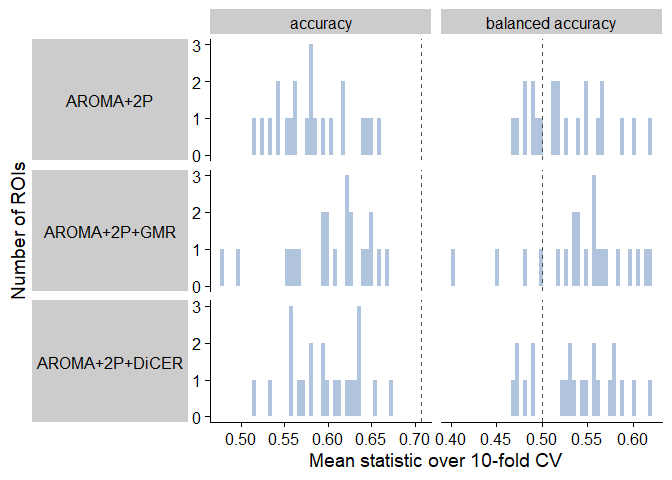 accuracy
balanced accuracy
Number of ROIs
AROMA+2P
3
2
1
0
AROMA+2P+GMR
3
2
1
0
AROMA+2P+DiCER
3
2
1
0
0.50 0.55 0.60 0.65 0.70 0.40 0.45 0.50 0.55 0.60
Mean statistic over 10-fold CV